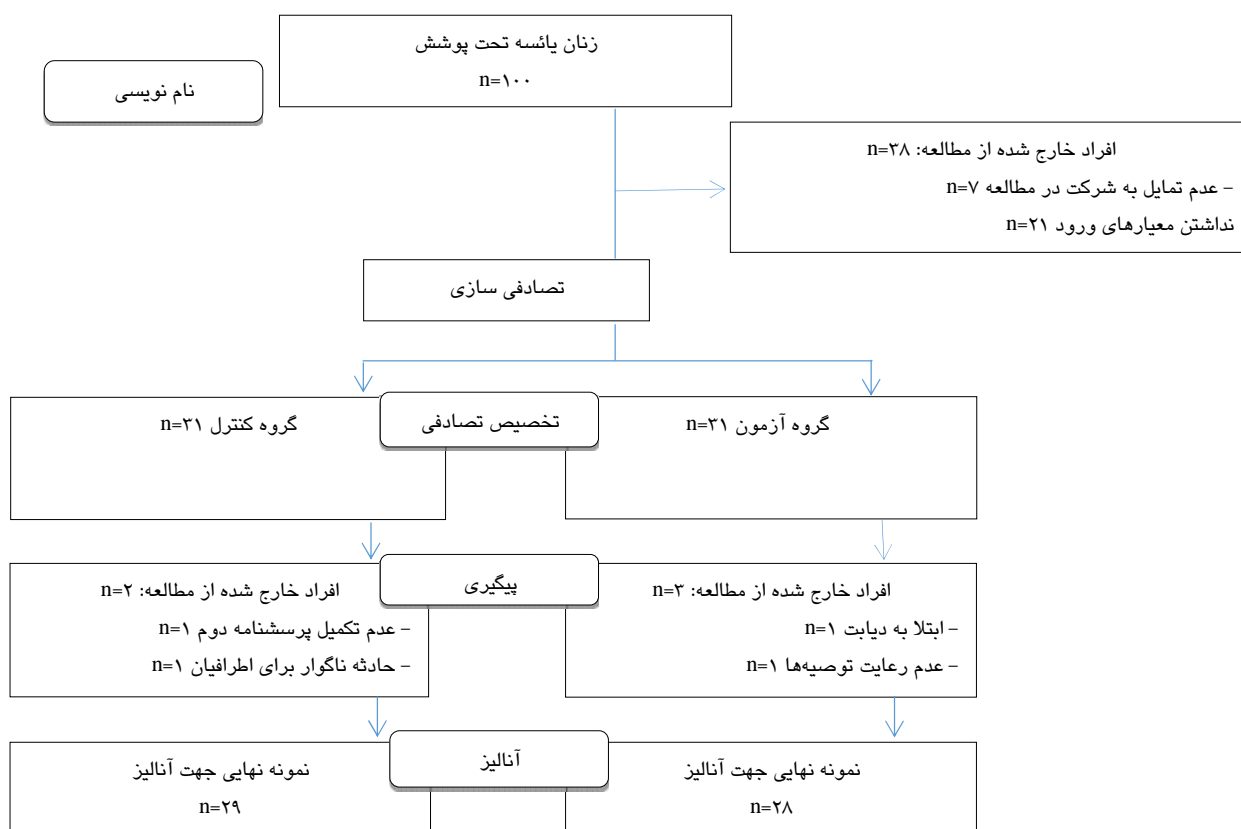 زنان یائسه تحت پوشش
n=۱۰۰
نام نویسی
افراد خارج شده از مطالعه: n=۳۸
- عدم تمایل به شرکت در مطالعه n=۷
نداشتن معیارهای ورود n=۲۱
تصادفی سازی
گروه آزمون n=۳۱
تخصیص تصادفی
گروه کنترل n=۳۱
افراد خارج شده از مطالعه: n=۳
- ابتلا به دیابت n=۱
- عدم رعایت توصیه‌ها n=۱
پیگیری
افراد خارج شده از مطالعه: n=۲
- عدم تکمیل پرسشنامه دوم n=۱
- حادثه ناگوار برای اطرافیان n=۱
نمونه نهایی جهت آنالیز
n=۲۸
آنالیز
نمونه نهایی جهت آنالیز
n=۲۹